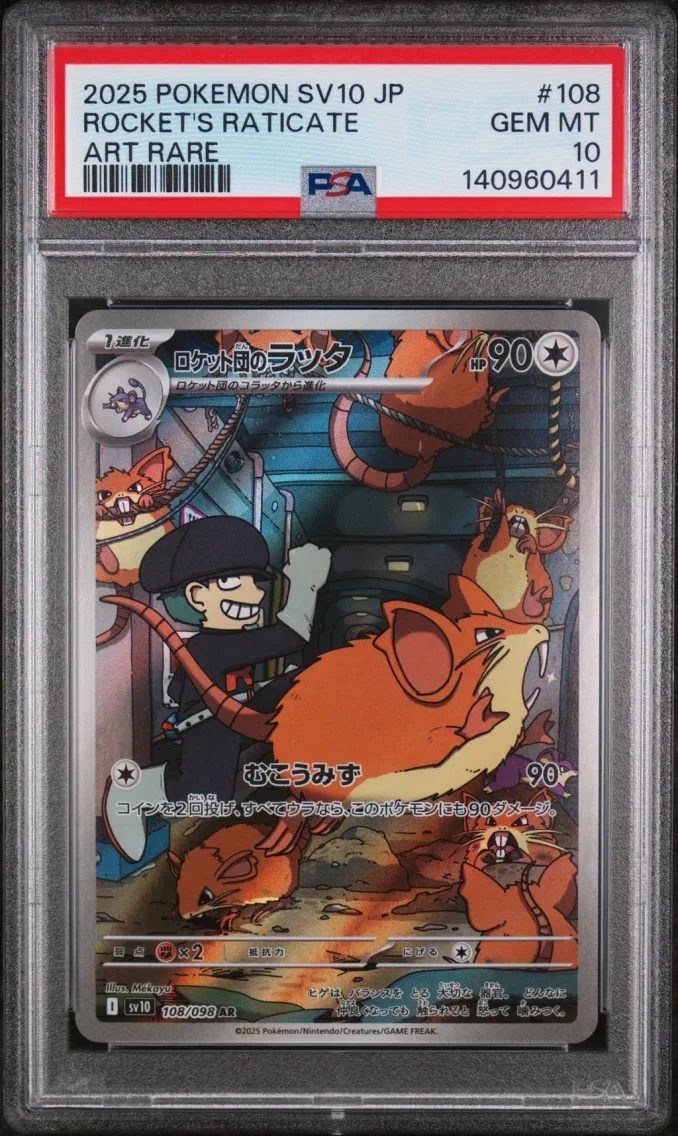 2025 POKEMON SV10 JP #108
ROCKET'S RATICATE GEM MT
ART RARE 10
PSA 140960411
1進化 ロケット団のラッタ HP90
ロケット団のコラッタから進化
むこうみず 90
コインを2回投げ、すべてウラなら、このポケモンにも90ダメージ。
弱点 ×2 抵抗力 にげる
Illus. Mékayu
ヒゲは バランスを とる 大切な 器官。 どんなに
仲良くなっても 触られると 怒って 噛みつく。
I SV10 108/098 AR
©2025 Pokémon/Nintendo/Creatures/GAME FREAK.
PSA